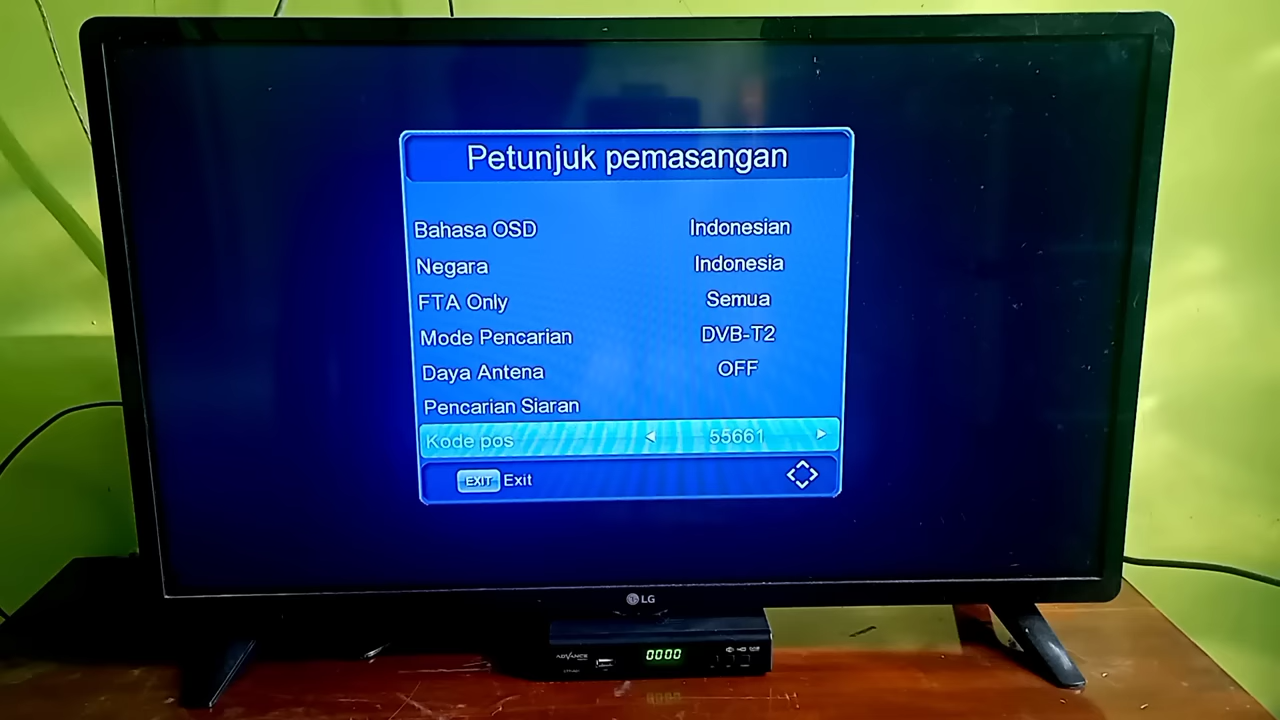 Petunjuk pemasangan
Bahasa OSD Indonesian
Negara Indonesia
FTA Only Semua
Mode Pencarian DVB-T2
Daya Antena OFF
Pencarian Siaran
Kode pos 55661
EXIT Exit
LG
ADVANCE
0000